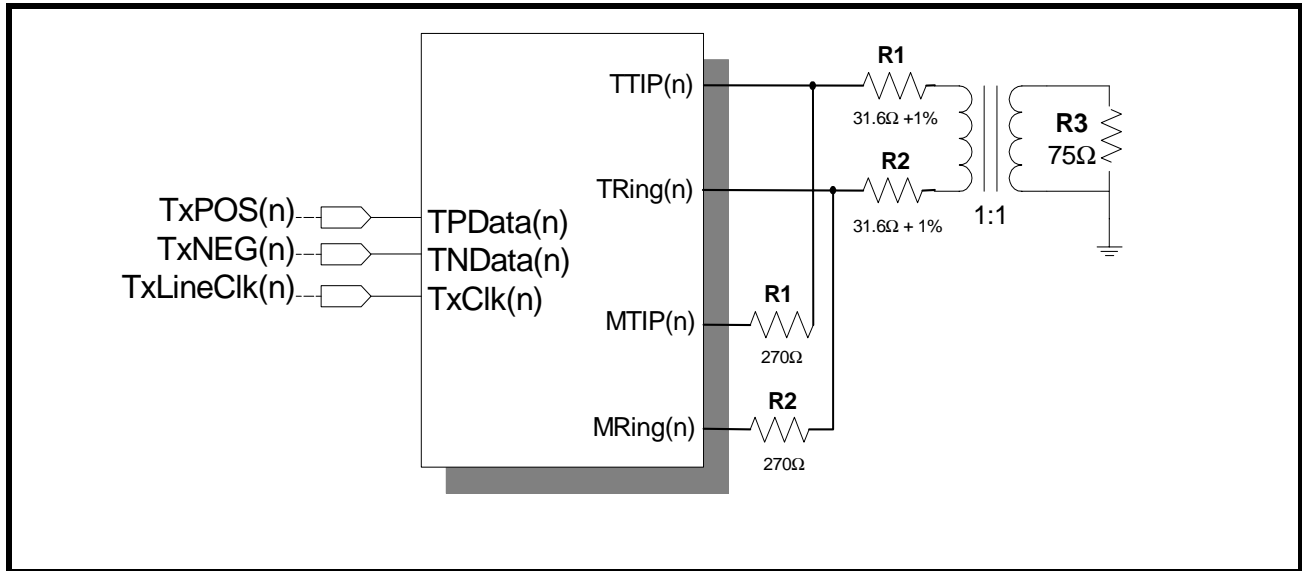 TTIP(n)
R1
31.6Ω +1%
R3
75Ω
TRing(n)
R2
31.6Ω + 1%
1:1
TxPOS(n)
TPData(n)
TxNEG(n)
TNData(n)
TxLineClk(n)
TxClk(n)
MTIP(n)
R1
270Ω
MRing(n)
R2
270Ω